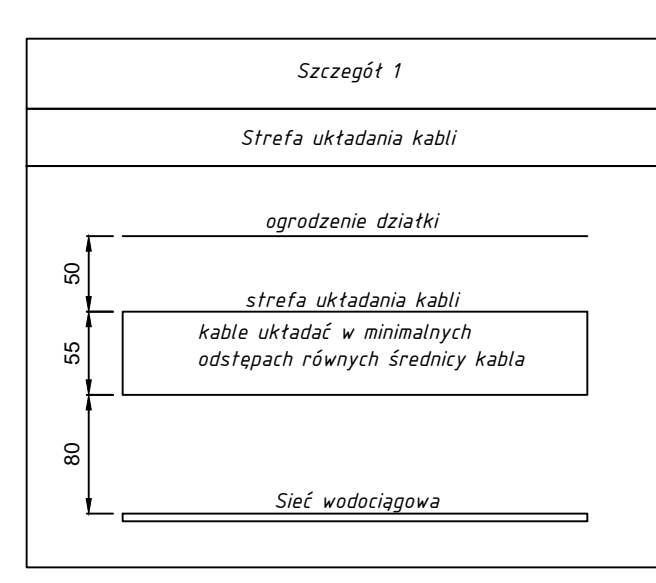 Szczegół 1
Strefa układania kabli
ogrodzenie działki
50
strefa układania kabli
55
kable układać w minimalnych
odstępach równych średnicy kabla
80
Sieć wodociągowa